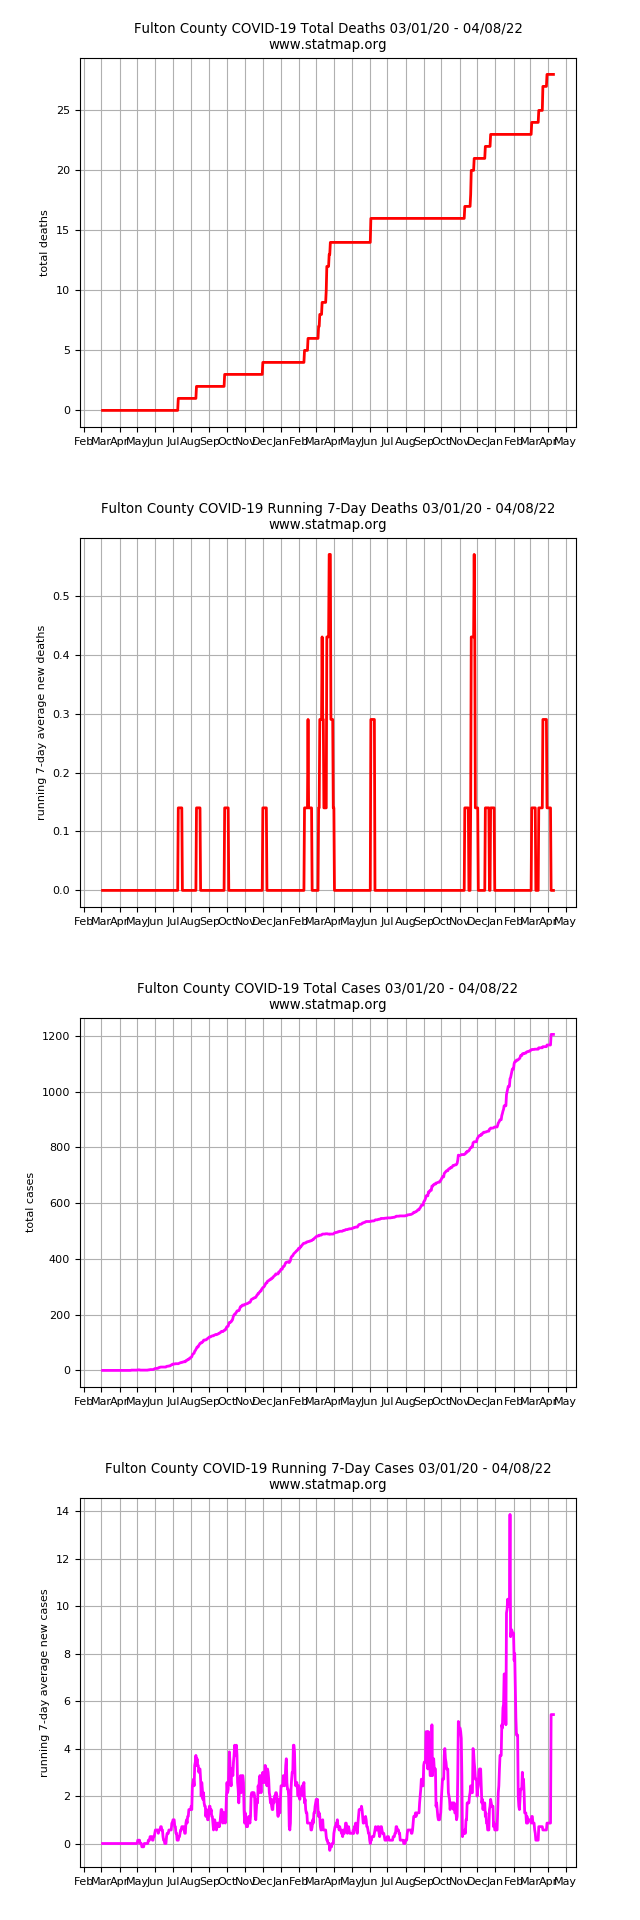 Fulton County COVID-19 Total Deaths 03/01/20 - 04/08/22
www.statmap.org
25
20
15
10
5
0
total deaths
Feb Mar Apr May Jun Jul Aug Sep Oct Nov Dec Jan Feb Mar Apr May Jun Jul Aug Sep Oct Nov Dec Jan Feb Mar Apr May
Fulton County COVID-19 Running 7-Day Deaths 03/01/20 - 04/08/22
www.statmap.org
0.5
0.4
0.3
0.2
0.1
0.0
running 7-day average new deaths
Feb Mar Apr May Jun Jul Aug Sep Oct Nov Dec Jan Feb Mar Apr May Jun Jul Aug Sep Oct Nov Dec Jan Feb Mar Apr May
Fulton County COVID-19 Total Cases 03/01/20 - 04/08/22
www.statmap.org
1200
1000
800
600
400
200
0
total cases
Feb Mar Apr May Jun Jul Aug Sep Oct Nov Dec Jan Feb Mar Apr May Jun Jul Aug Sep Oct Nov Dec Jan Feb Mar Apr May
Fulton County COVID-19 Running 7-Day Cases 03/01/20 - 04/08/22
www.statmap.org
14
12
10
8
6
4
2
0
running 7-day average new cases
Feb Mar Apr May Jun Jul Aug Sep Oct Nov Dec Jan Feb Mar Apr May Jun Jul Aug Sep Oct Nov Dec Jan Feb Mar Apr May